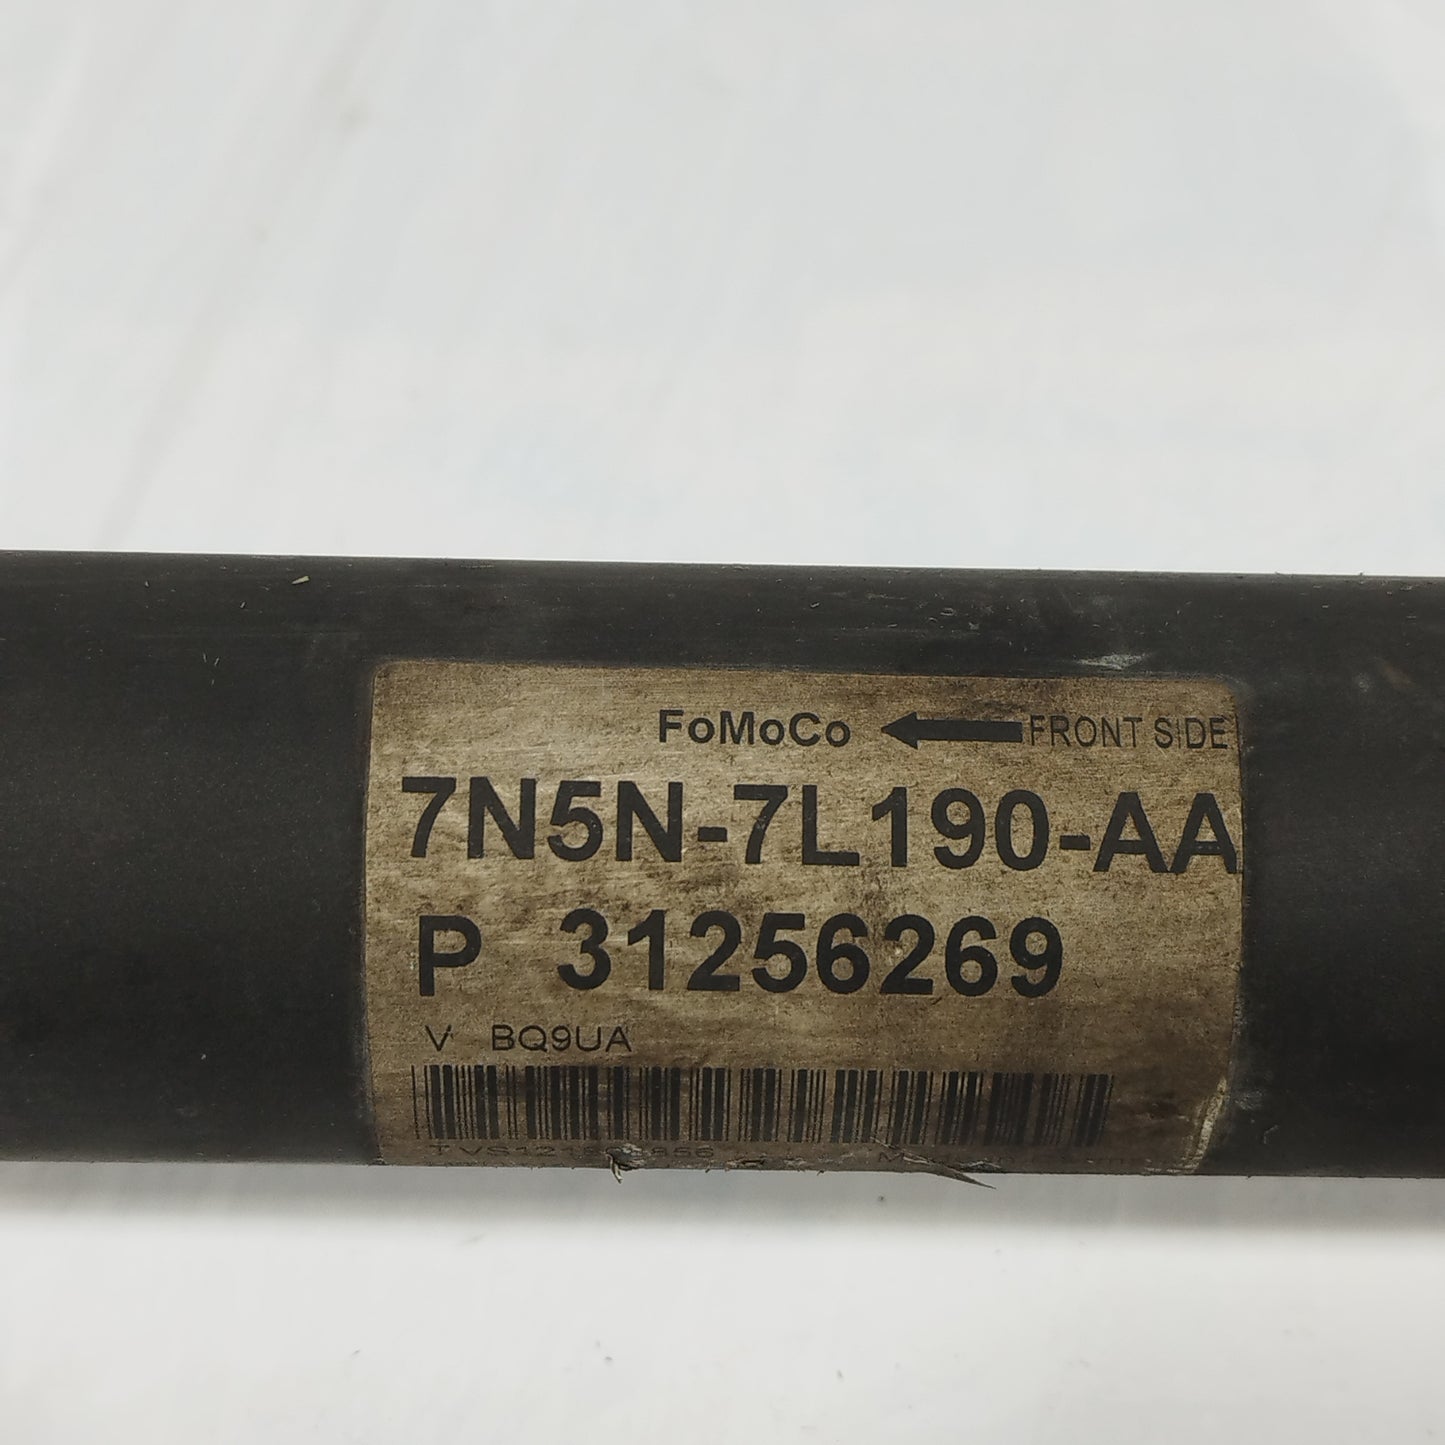 FoMoCo FRONT SIDE
7N5N-7L190-AA
P 31256269
V BQ9UA